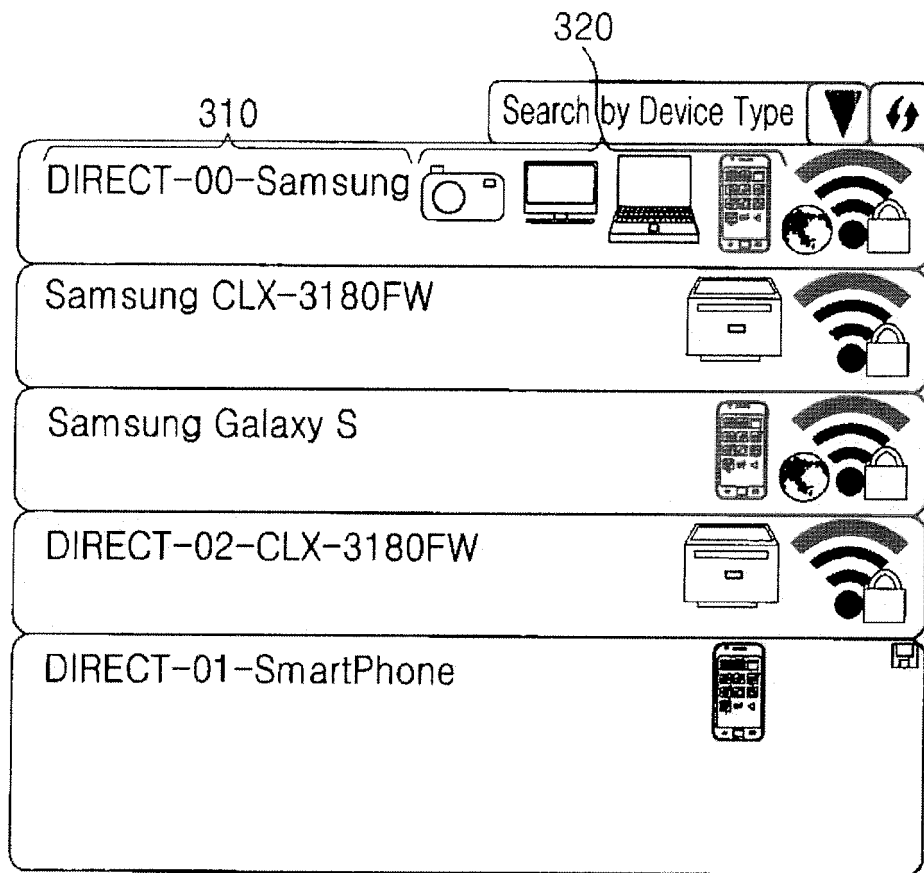 320
310
Search by Device Type
DIRECT-00-Samsung
Samsung CLX-3180FW
Samsung Galaxy S
DIRECT-02-CLX-3180FW
DIRECT-01-SmartPhone